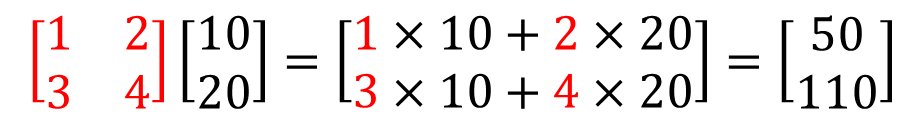 [1 2] [10] = [1 × 10 + 2 × 20] = [50]
[3 4] [20] = [3 × 10 + 4 × 20] = [110]